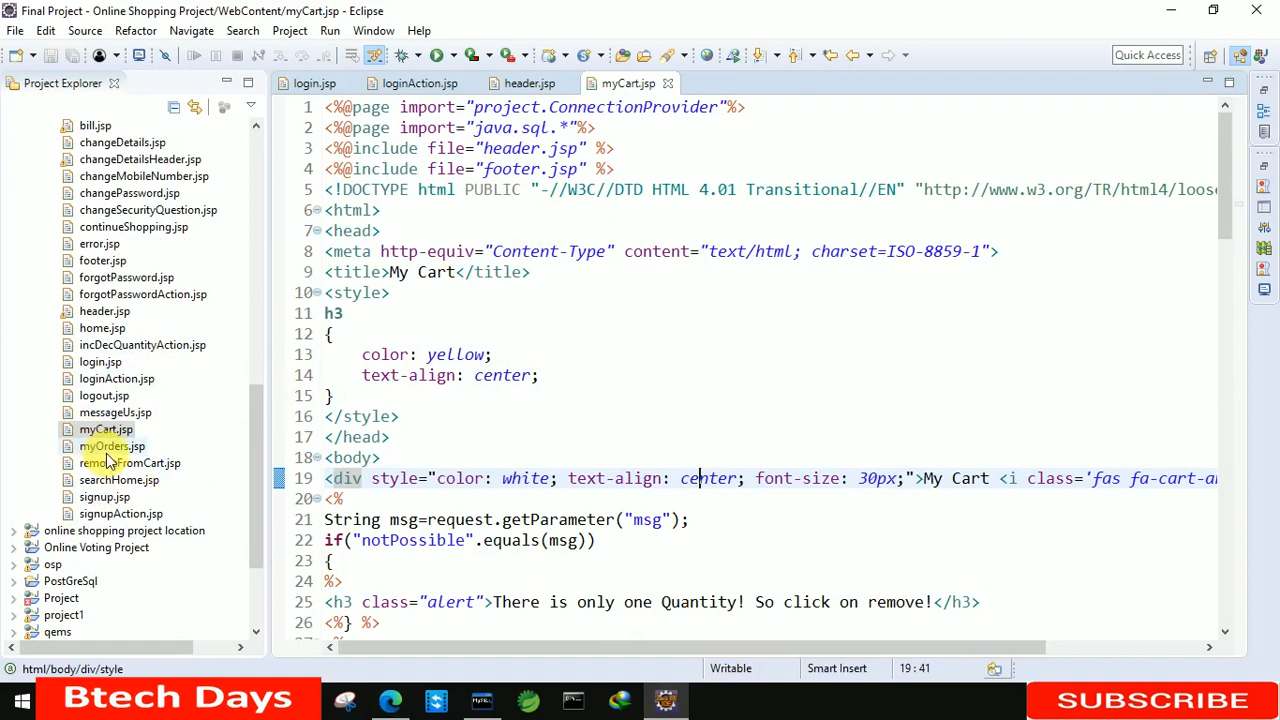 Final Project - Online Shopping Project/WebContent/myCart.jsp - Eclipse
File Edit Source Refactor Navigate Search Project Run Window Help
Quick Access
Project Explorer
login.jsp loginAction.jsp header.jsp myCart.jsp
bill.jsp
changeDetails.jsp
changeDetailsHeader.jsp
changeMobileNumber.jsp
changePassword.jsp
changeSecurityQuestion.jsp
continueShopping.jsp
error.jsp
footer.jsp
forgotPassword.jsp
forgotPasswordAction.jsp
header.jsp
home.jsp
incDecQuantityAction.jsp
login.jsp
loginAction.jsp
logout.jsp
messageUs.jsp
myCart.jsp
myOrders.jsp
removeFromCart.jsp
searchHome.jsp
signup.jsp
signupAction.jsp
online shopping project location
Online Voting Project
osp
PostGreSql
Project
project1
qems
1 <%@page import="project.ConnectionProvider"%>
2 <%@page import="java.sql.*"%>
3 <%@include file="header.jsp" %>
4 <%@include file="footer.jsp" %>
5 <!DOCTYPE html PUBLIC "-//W3C//DTD HTML 4.01 Transitional//EN" "http://www.w3.org/TR/html4/loose
6 <html>
7 <head>
8 <meta http-equiv="Content-Type" content="text/html; charset=ISO-8859-1">
9 <title>My Cart</title>
10 <style>
11 h3
12 {
13 color: yellow;
14 text-align: center;
15 }
16 </style>
17 </head>
18 <body>
19 <div style="color: white; text-align: center; font-size: 30px;">My Cart <i class='fas fa-cart-ar
20 <%
21 String msg=request.getParameter("msg");
22 if("notPossible".equals(msg))
23 {
24 %>
25 <h3 class="alert">There is only one Quantity! So click on remove!</h3>
26 <%} %>
html/body/div/style
Writable Smart Insert 19 : 41
Btech Days
SUBSCRIBE